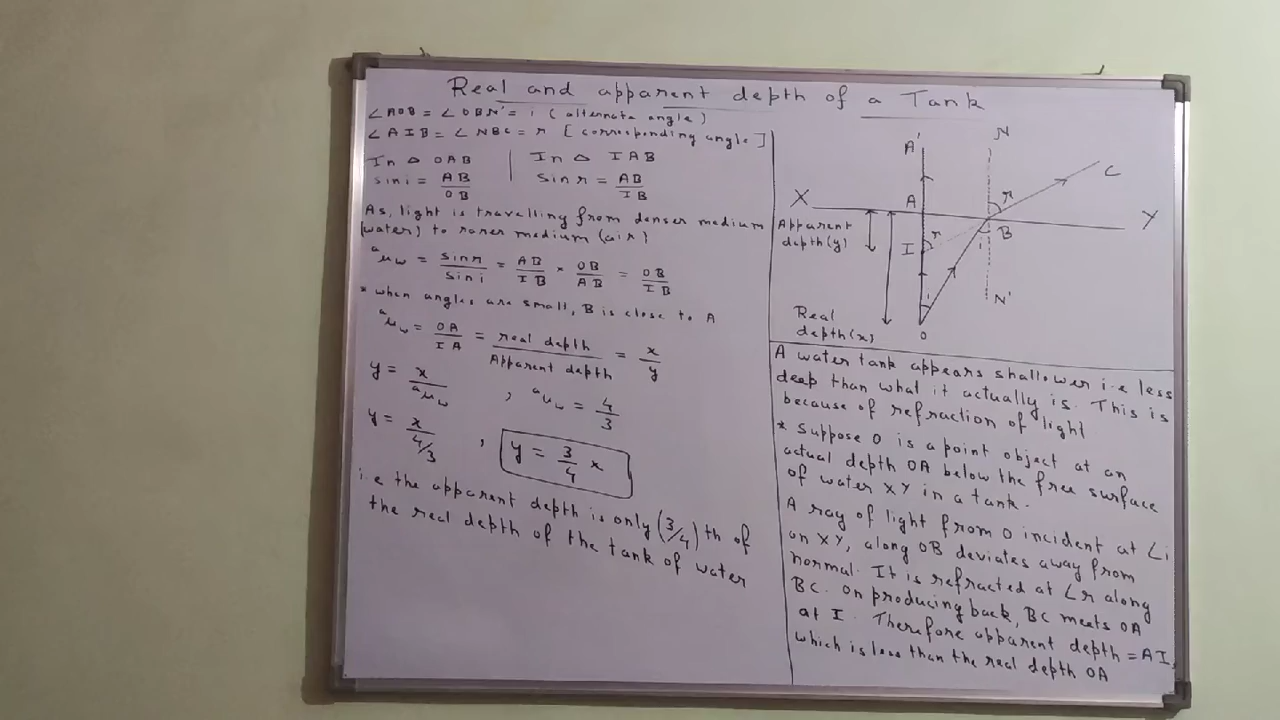 Real and apparent depth of a Tank
∠AOB = ∠OBN' = i (alternate angle)
∠AIB = ∠NBC = r [corresponding angle]
In △ OAB | In △ IAB
sin i = AB/OB | sin r = AB/IB
As, light is travelling from denser medium
(water) to rarer medium (air)
ᵃμw = sin r/sin i = AB/IB × OB/AB = OB/IB
* when angles are small, B is close to A
ᵃμw = OA/IA = real depth/Apparent depth = x/y
y = x/ᵃμw , ᵃμw = 4/3
y = x/4/3 , y = 3/4 x
i.e the apparent depth is only (3/4)th of
the real depth of the tank of water
A'
N
C
X
A
r
Y
Apparent
depth(y)
I
r
i
B
N'
Real
depth(x)
i
O
A water tank appears shallower i.e less
deep than what it actually is. This is
because of refraction of light
* Suppose O is a point object at an
actual depth OA below the free surface
of water XY in a tank.
A ray of light from O incident at ∠i
on XY, along OB deviates away from
normal. It is refracted at ∠r along
BC. On producing back, BC meets OA
at I. Therefore apparent depth = AI,
which is less than the real depth OA